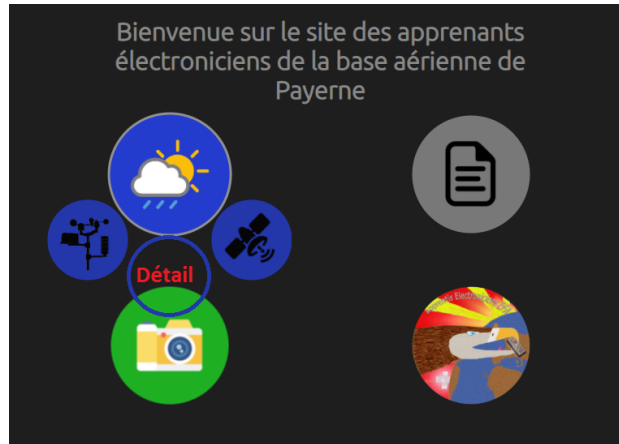 Bienvenue sur le site des apprenants
électroniciens de la base aérienne de
Payerne
Détail